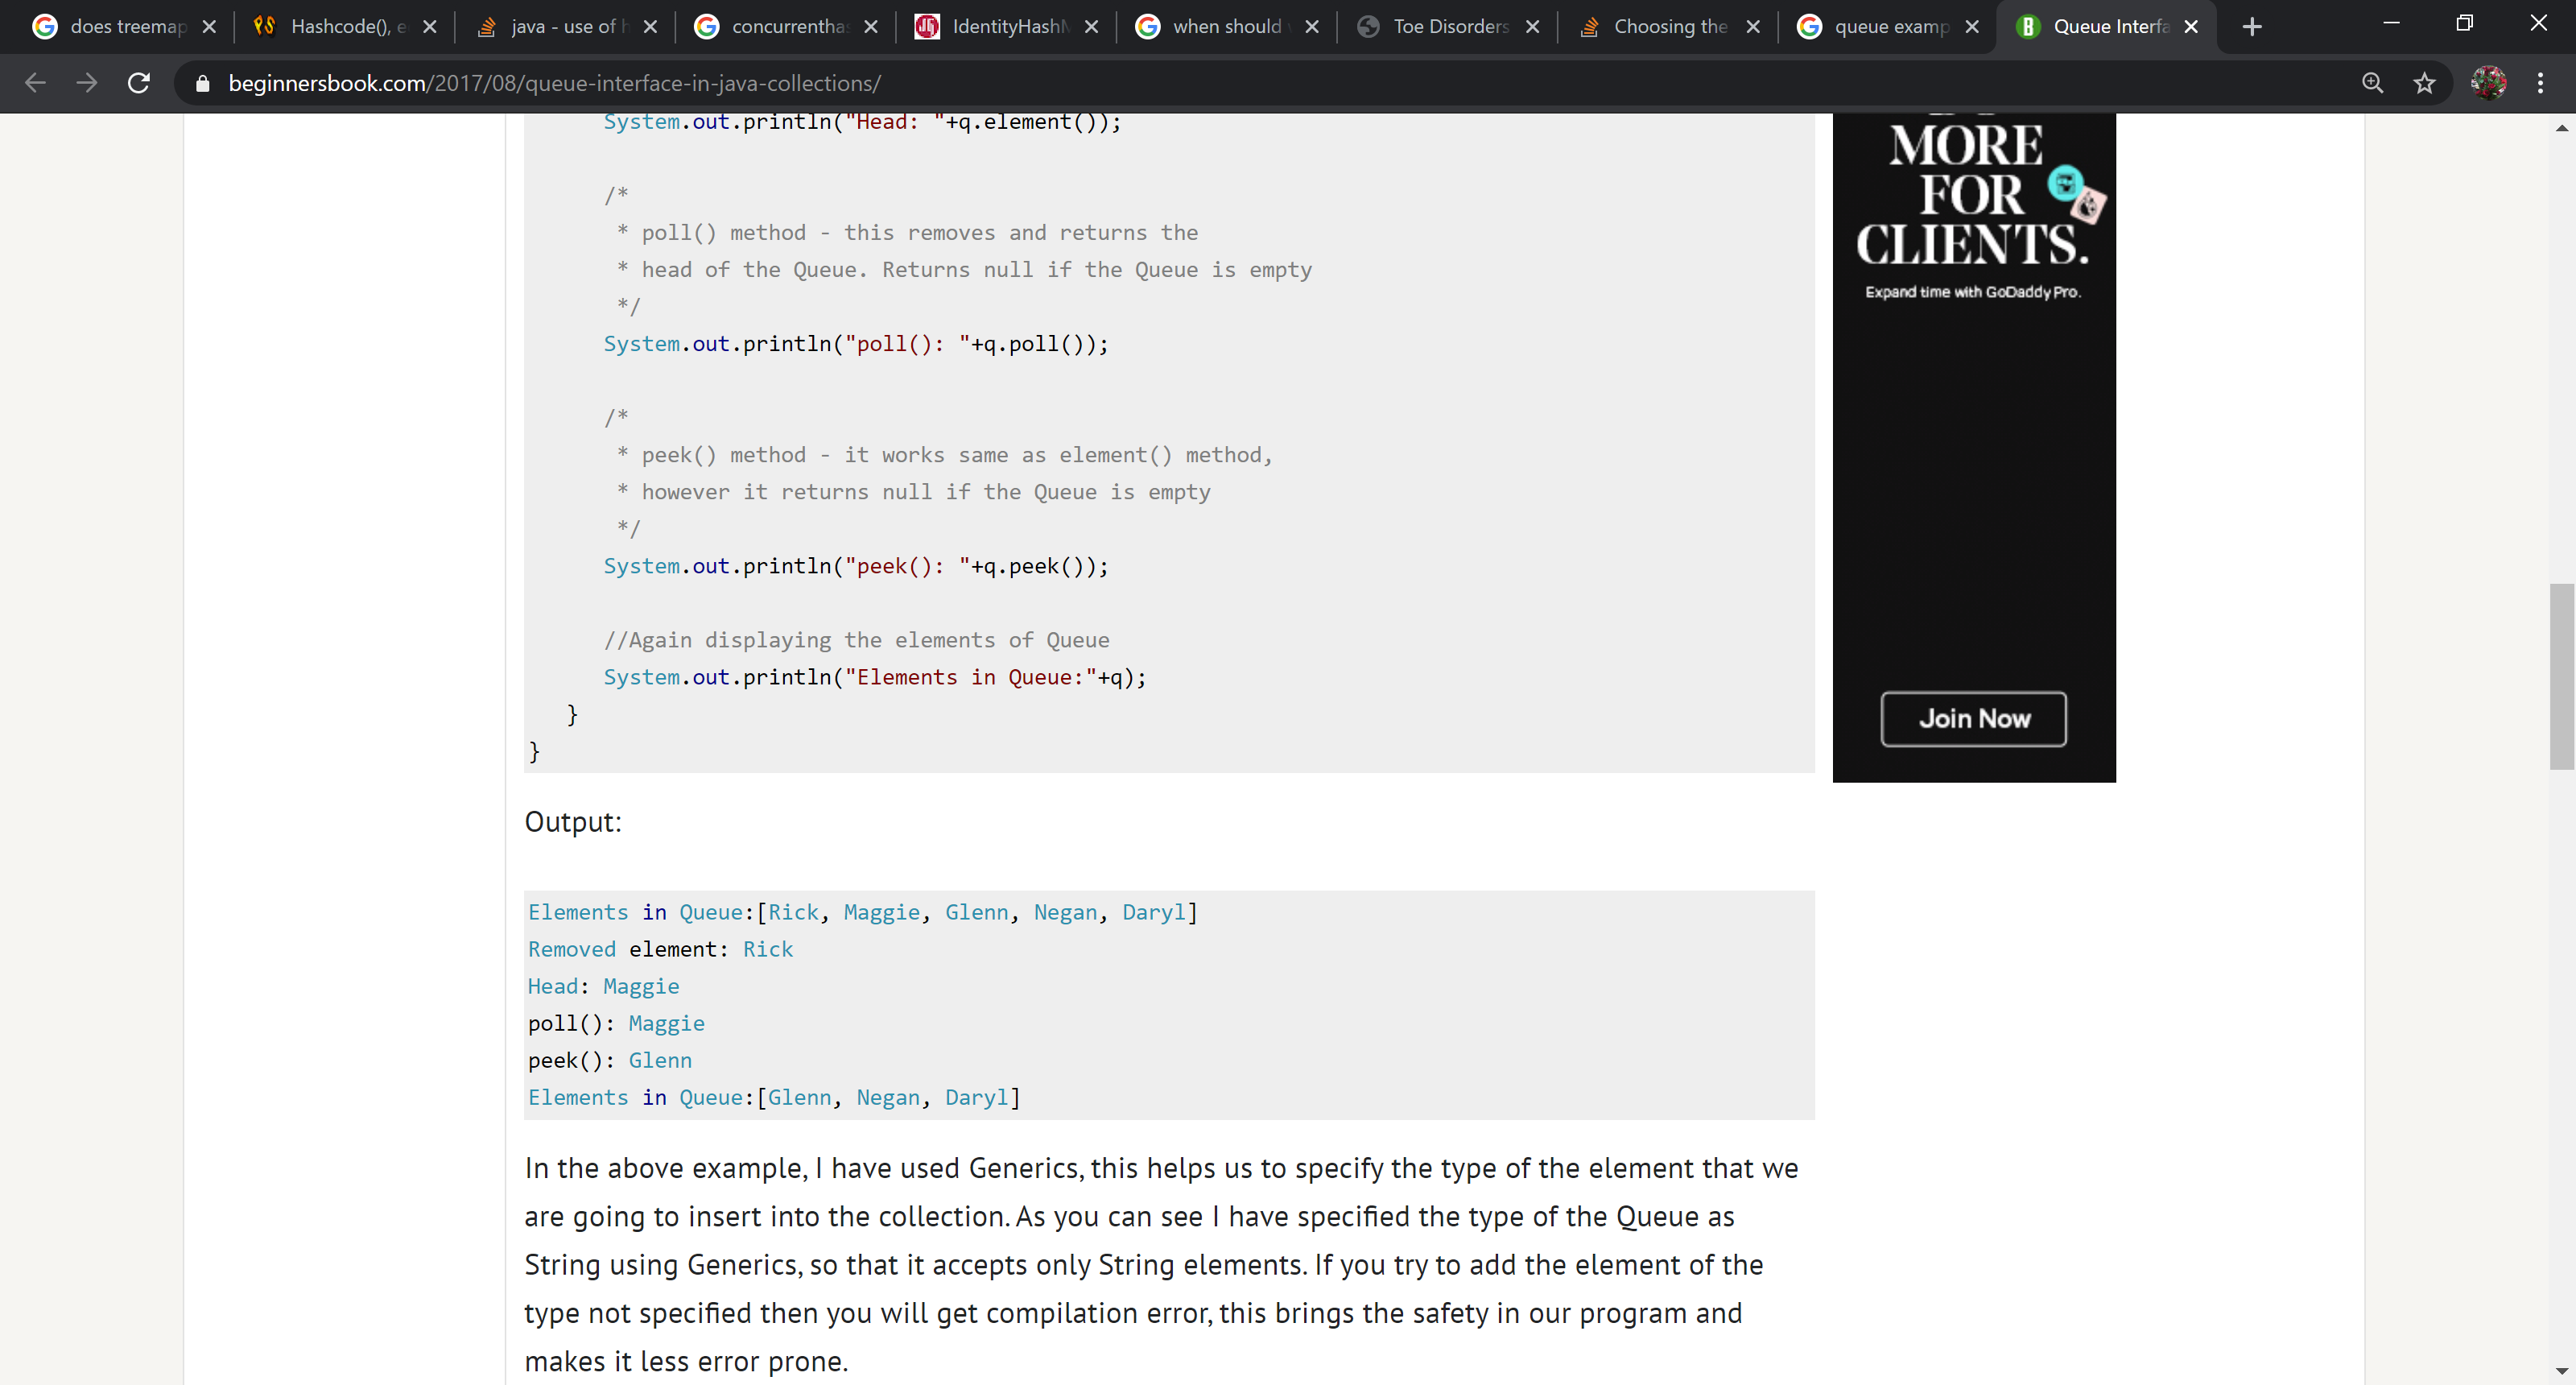 does treemap
Hashcode(), e
java - use of h
concurrentha
IdentityHashM
when should
Toe Disorders
Choosing the
queue examp
Queue Interfa
beginnersbook.com/2017/08/queue-interface-in-java-collections/
System.out.println("Head: "+q.element());
/*
* poll() method - this removes and returns the
* head of the Queue. Returns null if the Queue is empty
*/
System.out.println("poll(): "+q.poll());
/*
* peek() method - it works same as element() method,
* however it returns null if the Queue is empty
*/
System.out.println("peek(): "+q.peek());
//Again displaying the elements of Queue
System.out.println("Elements in Queue:"+q);
}
}
Output:
Elements in Queue:[Rick, Maggie, Glenn, Negan, Daryl]
Removed element: Rick
Head: Maggie
poll(): Maggie
peek(): Glenn
Elements in Queue:[Glenn, Negan, Daryl]
In the above example, I have used Generics, this helps us to specify the type of the element that we
are going to insert into the collection. As you can see I have specified the type of the Queue as
String using Generics, so that it accepts only String elements. If you try to add the element of the
type not specified then you will get compilation error, this brings the safety in our program and
makes it less error prone.
MORE
FOR
CLIENTS.
Expand time with GoDaddy Pro.
Join Now